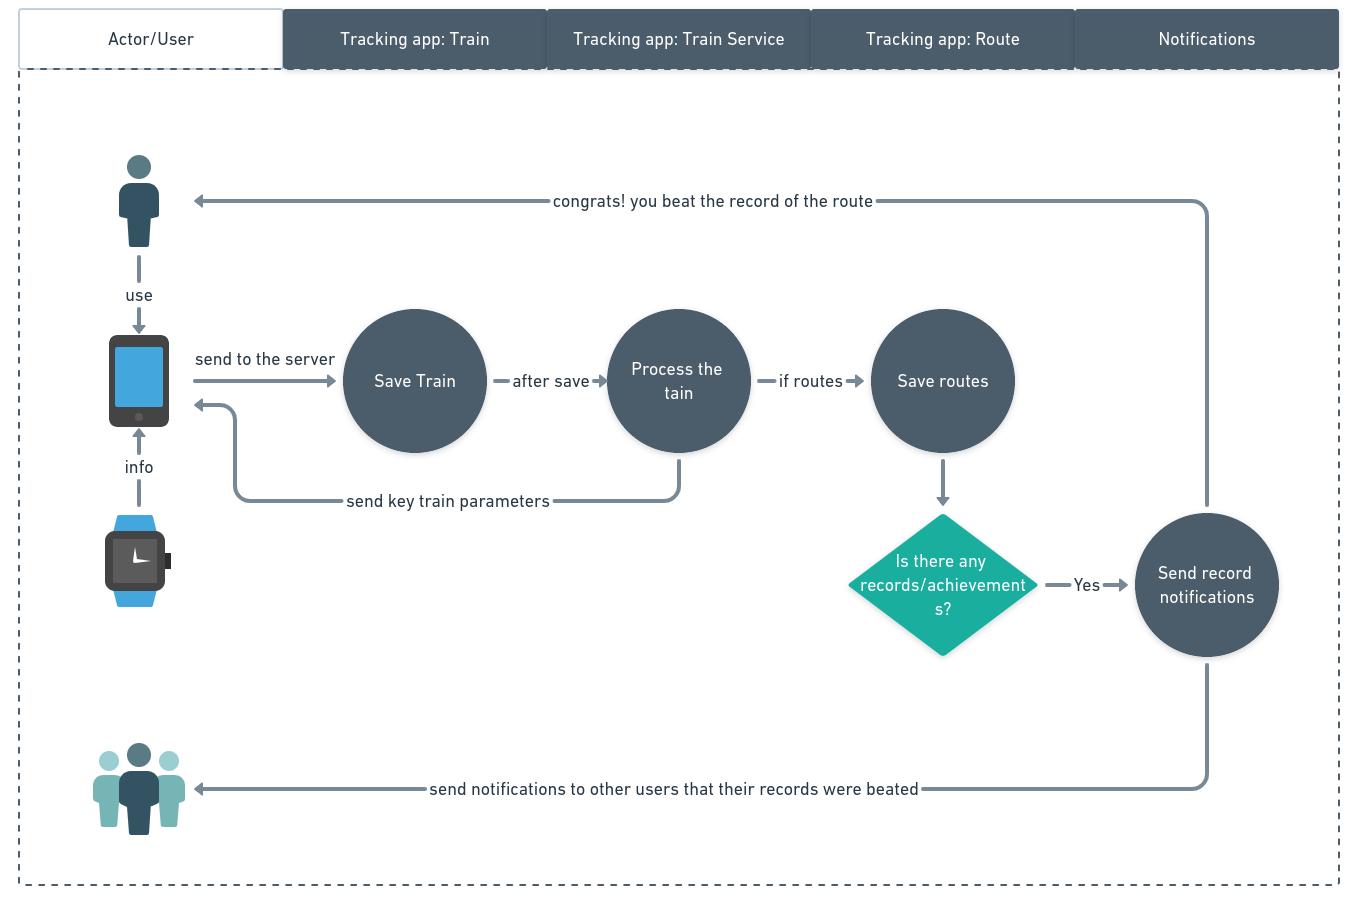 Actor/User
Tracking app: Train
Tracking app: Train Service
Tracking app: Route
Notifications
congrats! you beat the record of the route
use
send to the server
Save Train
after save
Process the
tain
if routes
Save routes
info
send key train parameters
Is there any
records/achievement
s?
Yes
Send record
notifications
send notifications to other users that their records were beated